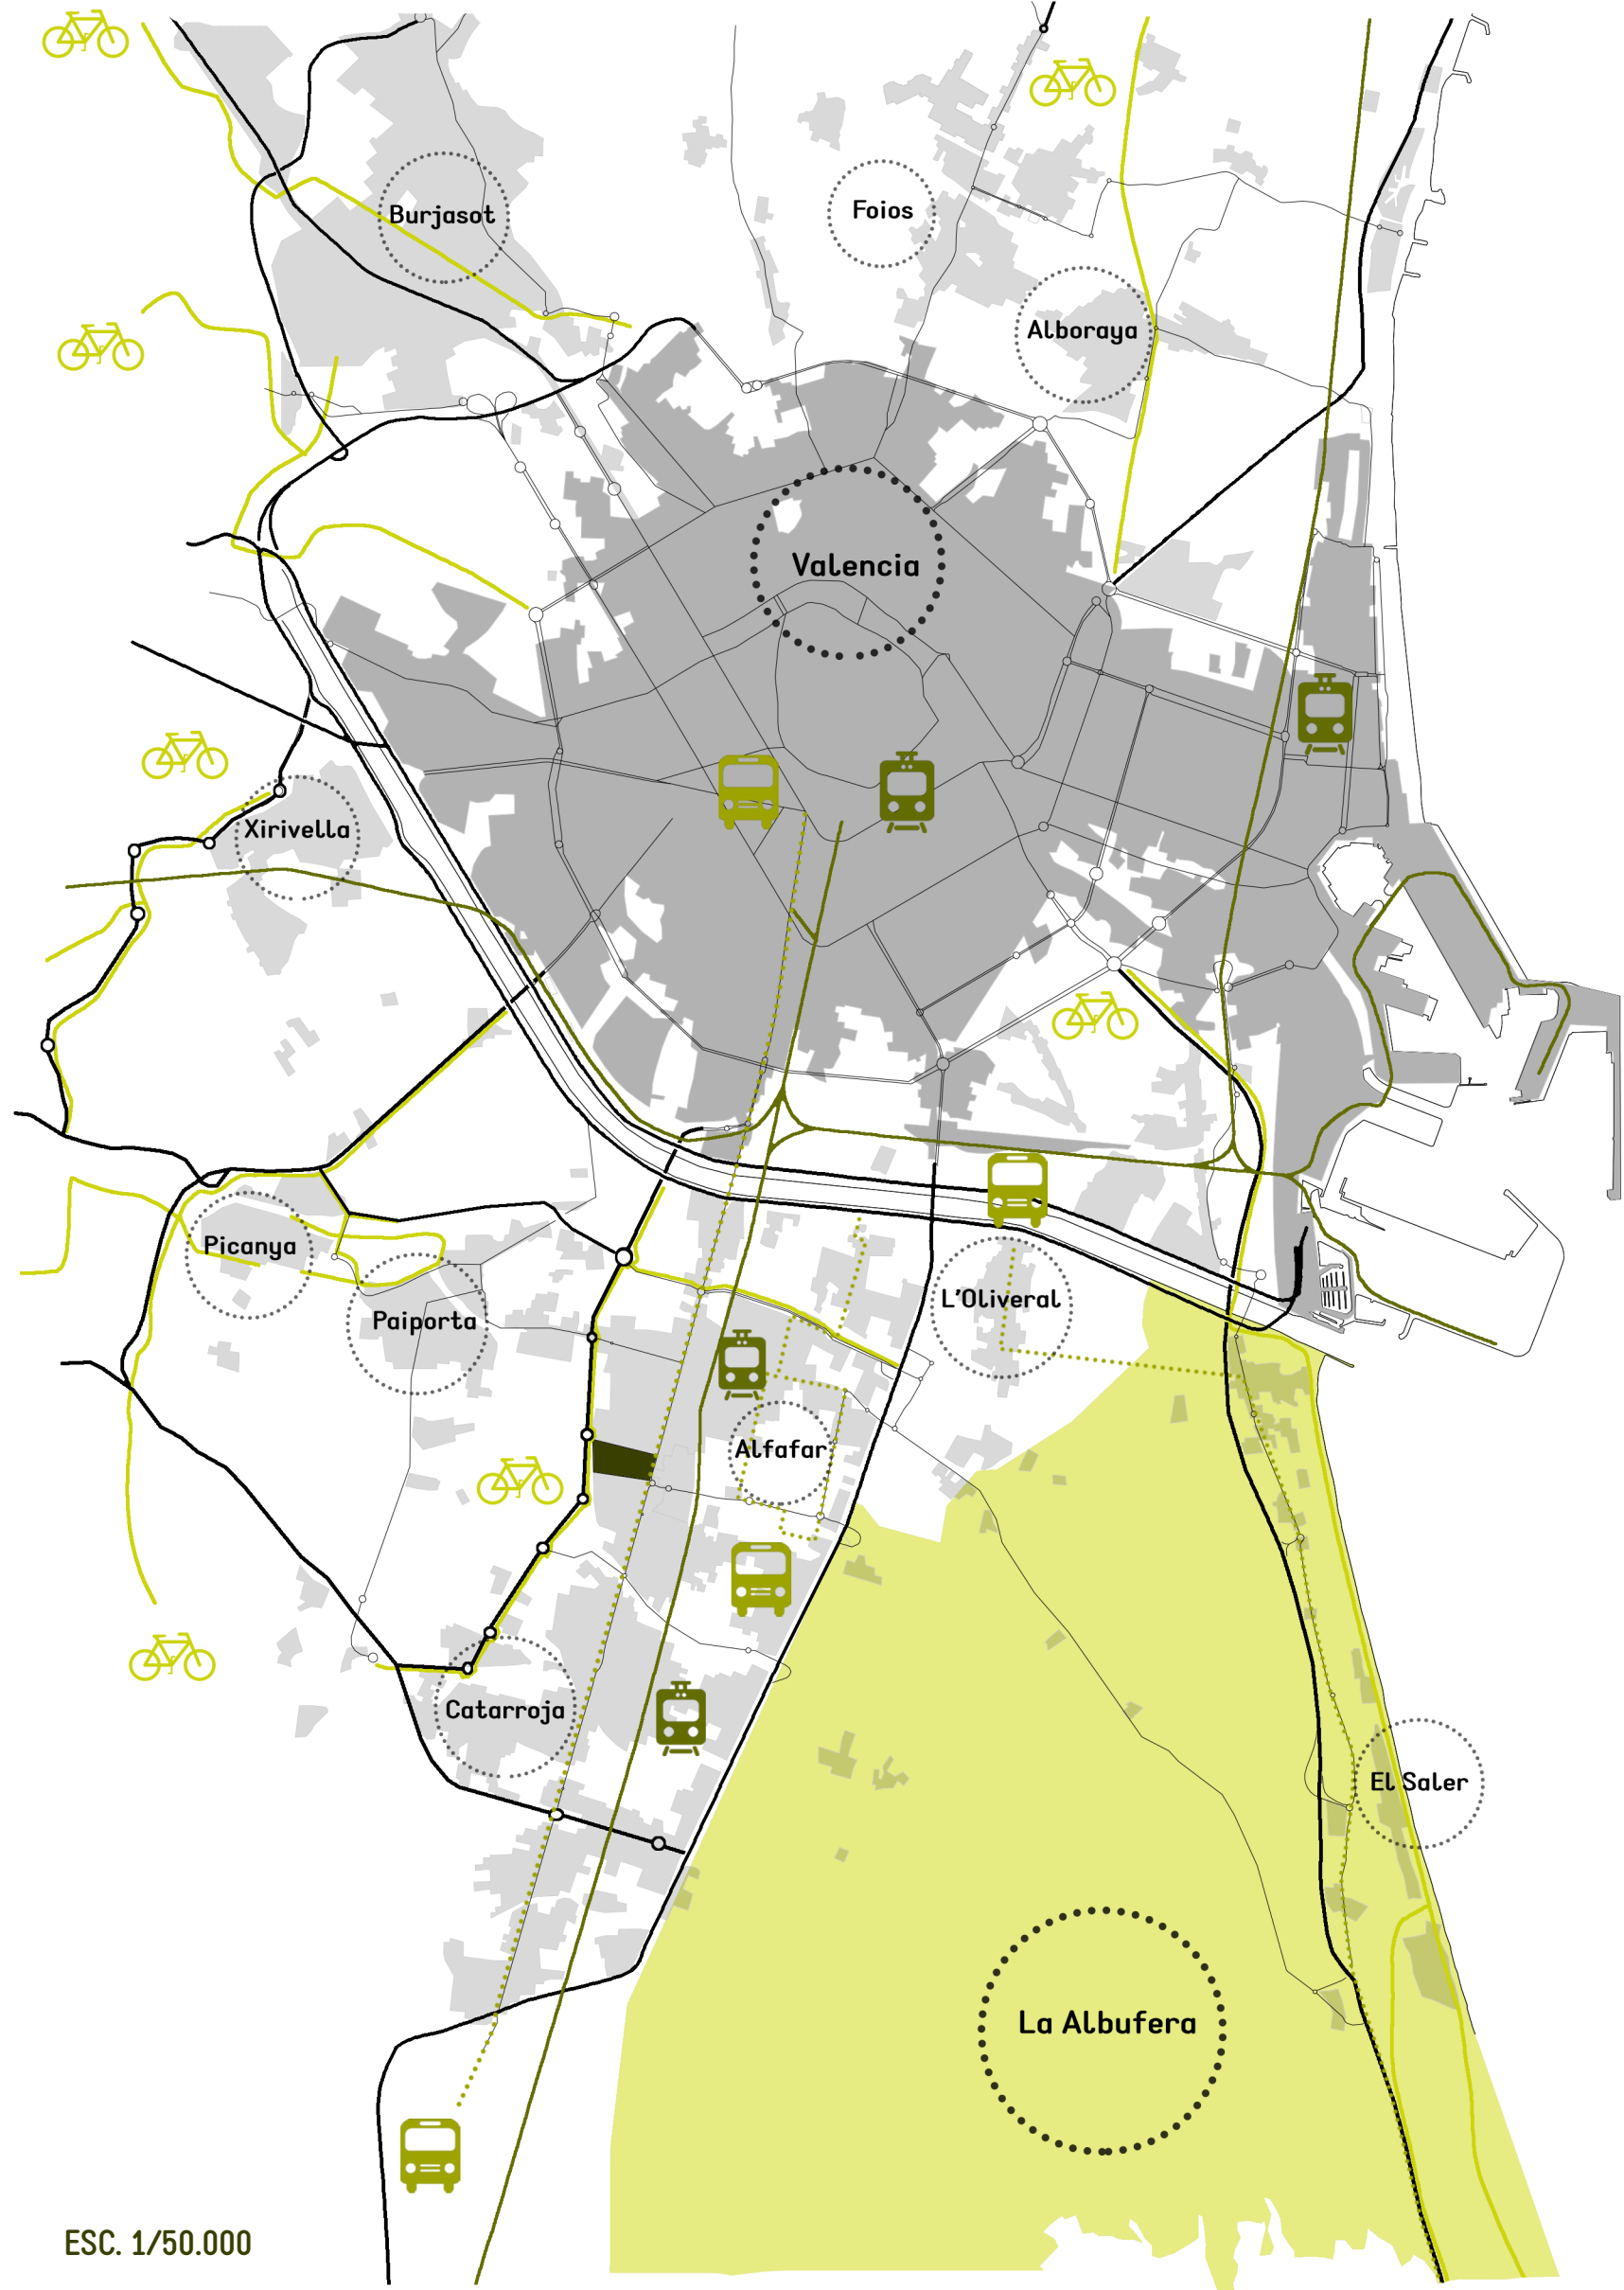 Foios
Burjasot
Alboraya
Valencia
Xirivella
Picanya
L'Oliveral
Paiporta
Alfafar
Catarroja
El Saler
La Albufera
ESC. 1/50.000